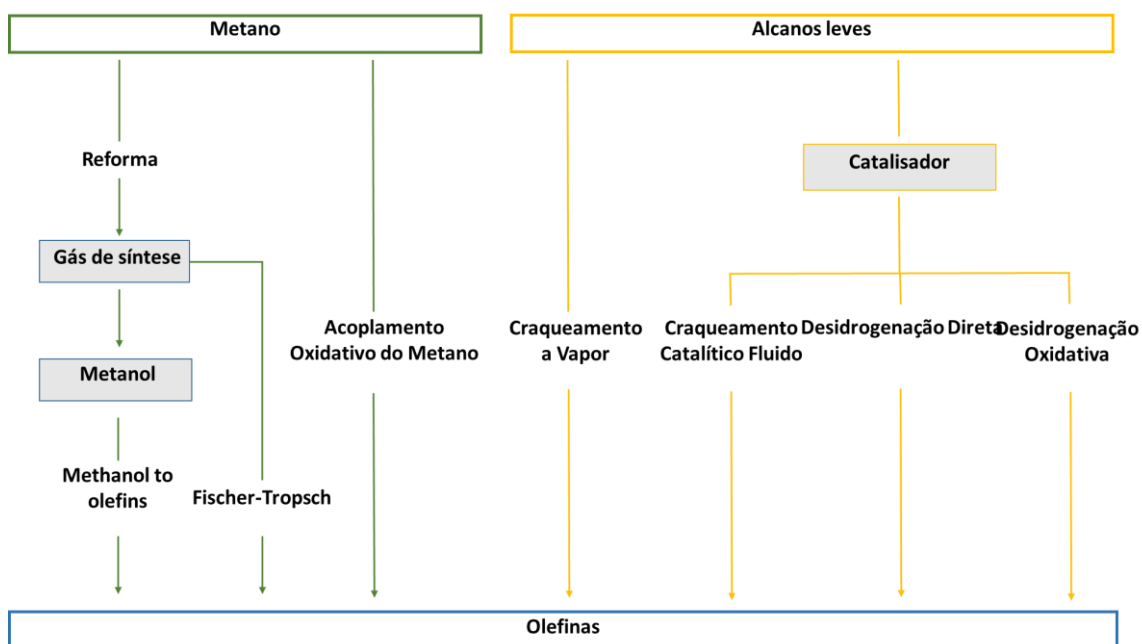 Metano
Alcanos leves
Reforma
Catalisador
Gás de síntese
Acoplamento
Oxidativo do Metano
Craqueamento
a Vapor
Craqueamento
Catalítico Fluido
Desidrogenação Direta
Desidrogenação
Oxidativa
Metanol
Methanol to
olefins
Fischer-Tropsch
Olefinas